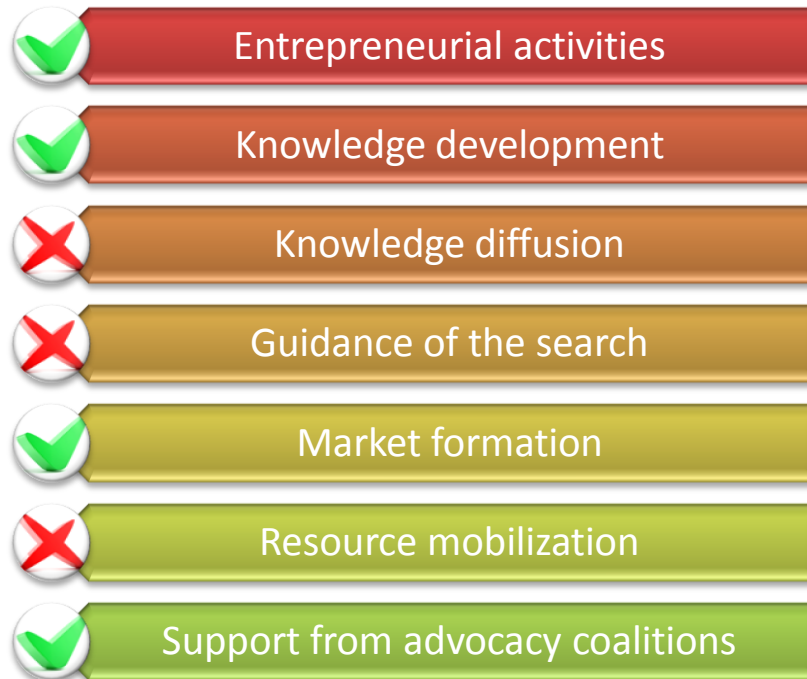 Entrepreneurial activities
Knowledge development
Knowledge diffusion
Guidance of the search
Market formation
Resource mobilization
Support from advocacy coalitions